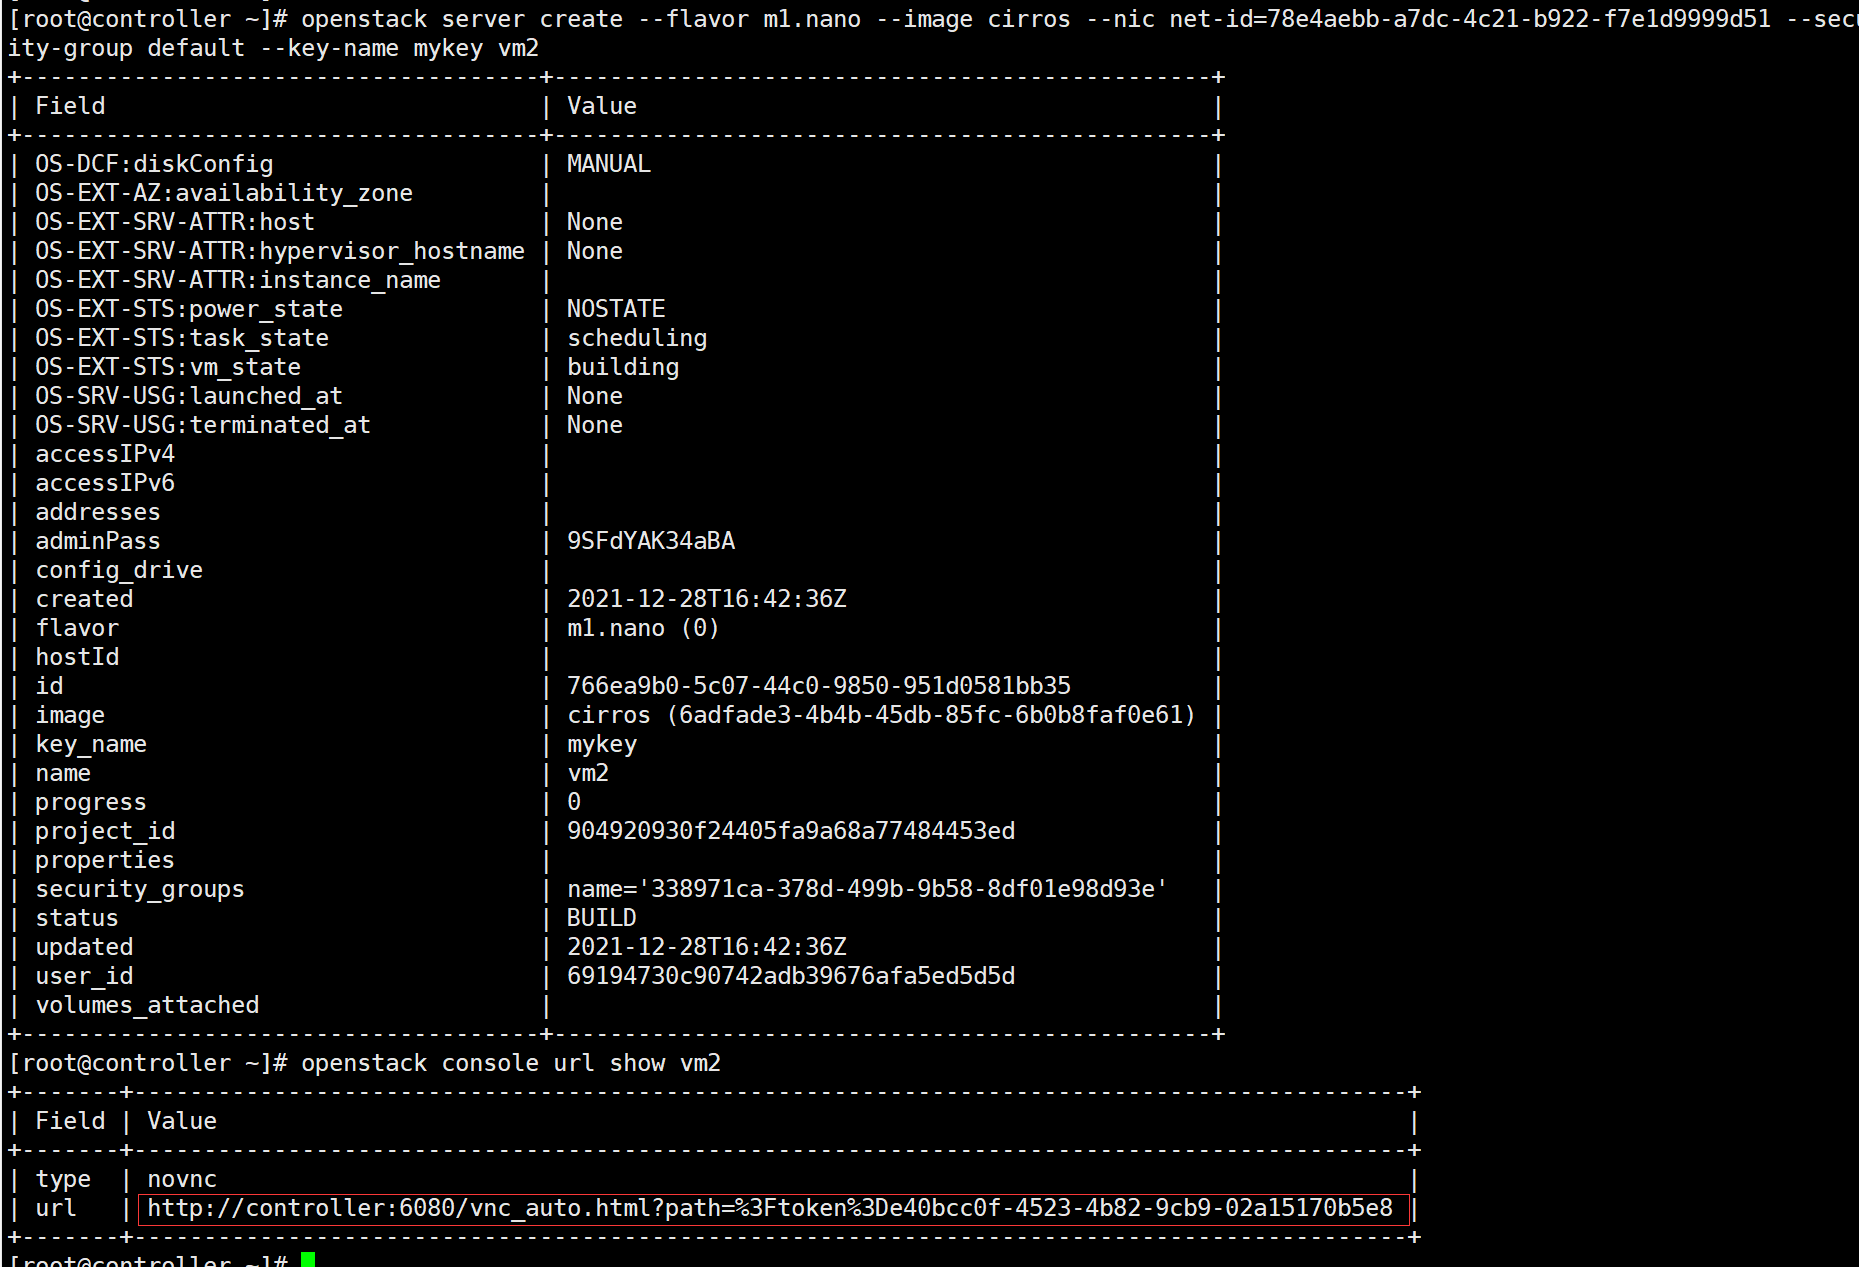 [root@controller ~]# openstack server create --flavor m1.nano --image cirros --nic net-id=78e4aebb-a7dc-4c21-b922-f7e1d9999d51 --secu
ity-group default --key-name mykey vm2
+-------------------------------------+-----------------------------------------------+
| Field                               | Value                                         |
+-------------------------------------+-----------------------------------------------+
| OS-DCF:diskConfig                   | MANUAL                                        |
| OS-EXT-AZ:availability_zone         |                                               |
| OS-EXT-SRV-ATTR:host                | None                                          |
| OS-EXT-SRV-ATTR:hypervisor_hostname | None                                          |
| OS-EXT-SRV-ATTR:instance_name       |                                               |
| OS-EXT-STS:power_state              | NOSTATE                                       |
| OS-EXT-STS:task_state               | scheduling                                    |
| OS-EXT-STS:vm_state                 | building                                      |
| OS-SRV-USG:launched_at              | None                                          |
| OS-SRV-USG:terminated_at            | None                                          |
| accessIPv4                          |                                               |
| accessIPv6                          |                                               |
| addresses                           |                                               |
| adminPass                           | 9SFdYAK34aBA                                  |
| config_drive                        |                                               |
| created                             | 2021-12-28T16:42:36Z                          |
| flavor                              | m1.nano (0)                                   |
| hostId                              |                                               |
| id                                  | 766ea9b0-5c07-44c0-9850-951d0581bb35          |
| image                               | cirros (6adfade3-4b4b-45db-85fc-6b0b8faf0e61) |
| key_name                            | mykey                                         |
| name                                | vm2                                           |
| progress                            | 0                                             |
| project_id                          | 904920930f24405fa9a68a77484453ed              |
| properties                          |                                               |
| security_groups                     | name='338971ca-378d-499b-9b58-8df01e98d93e'   |
| status                              | BUILD                                         |
| updated                             | 2021-12-28T16:42:36Z                          |
| user_id                             | 69194730c90742adb39676afa5ed5d5d              |
| volumes_attached                    |                                               |
+-------------------------------------+-----------------------------------------------+
[root@controller ~]# openstack console url show vm2
+-------+-------------------------------------------------------------------------------------------+
| Field | Value                                                                                     |
+-------+-------------------------------------------------------------------------------------------+
| type  | novnc                                                                                     |
| url   | http://controller:6080/vnc_auto.html?path=%3Ftoken%3De40bcc0f-4523-4b82-9cb9-02a15170b5e8 |
+-------+-------------------------------------------------------------------------------------------+
[root@controller ~]#